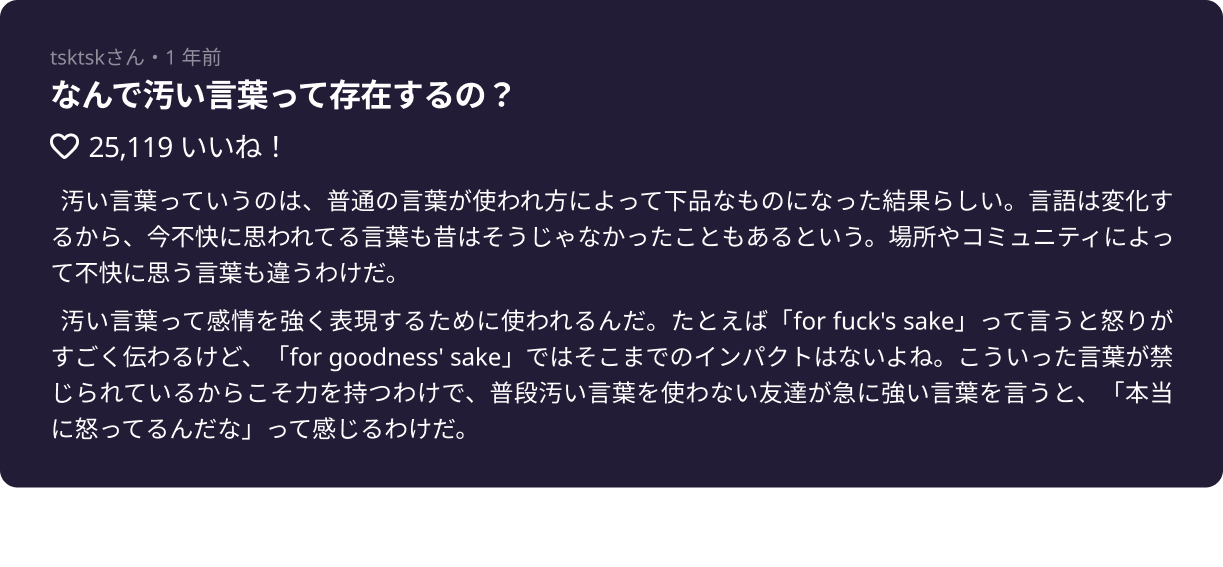 tsktskさん・1 年前
なんで汚い言葉って存在するの？
25,119 いいね！
汚い言葉っていうのは、普通の言葉が使われ方によって下品なものになった結果らしい。言語は変化す
るから、今不快に思われてる言葉も昔はそうじゃなかったこともあるという。場所やコミュニティによっ
て不快に思う言葉も違うわけだ。
汚い言葉って感情を強く表現するために使われるんだ。たとえば「for fuck's sake」って言うと怒りが
すごく伝わるけど、「for goodness' sake」ではそこまでのインパクトはないよね。こういった言葉が禁
じられているからこそ力を持つわけで、普段汚い言葉を使わない友達が急に強い言葉を言うと、「本当
に怒ってるんだな」って感じるわけだ。